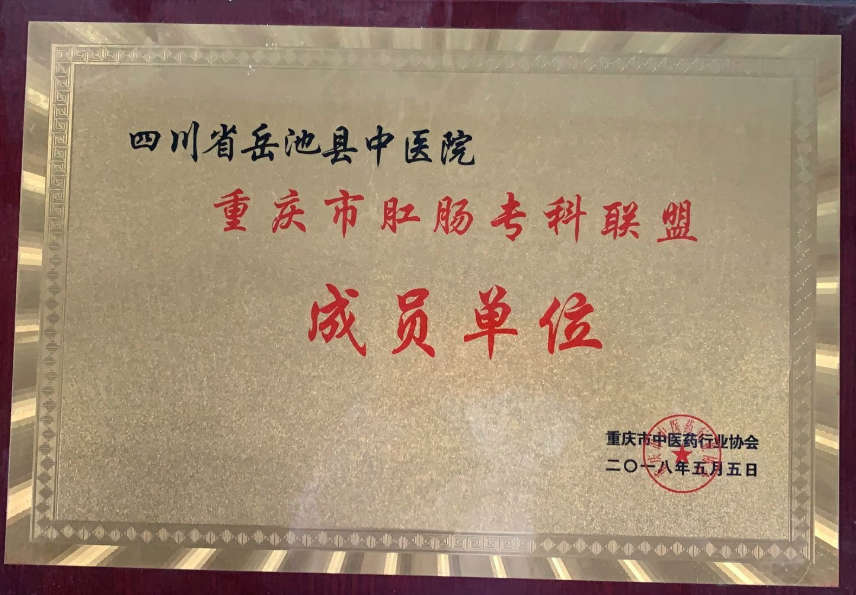 四川省岳池县中医院
重庆市肛肠专科联盟
成员单位
重庆市中医药行业协会
二〇一八年五月五日